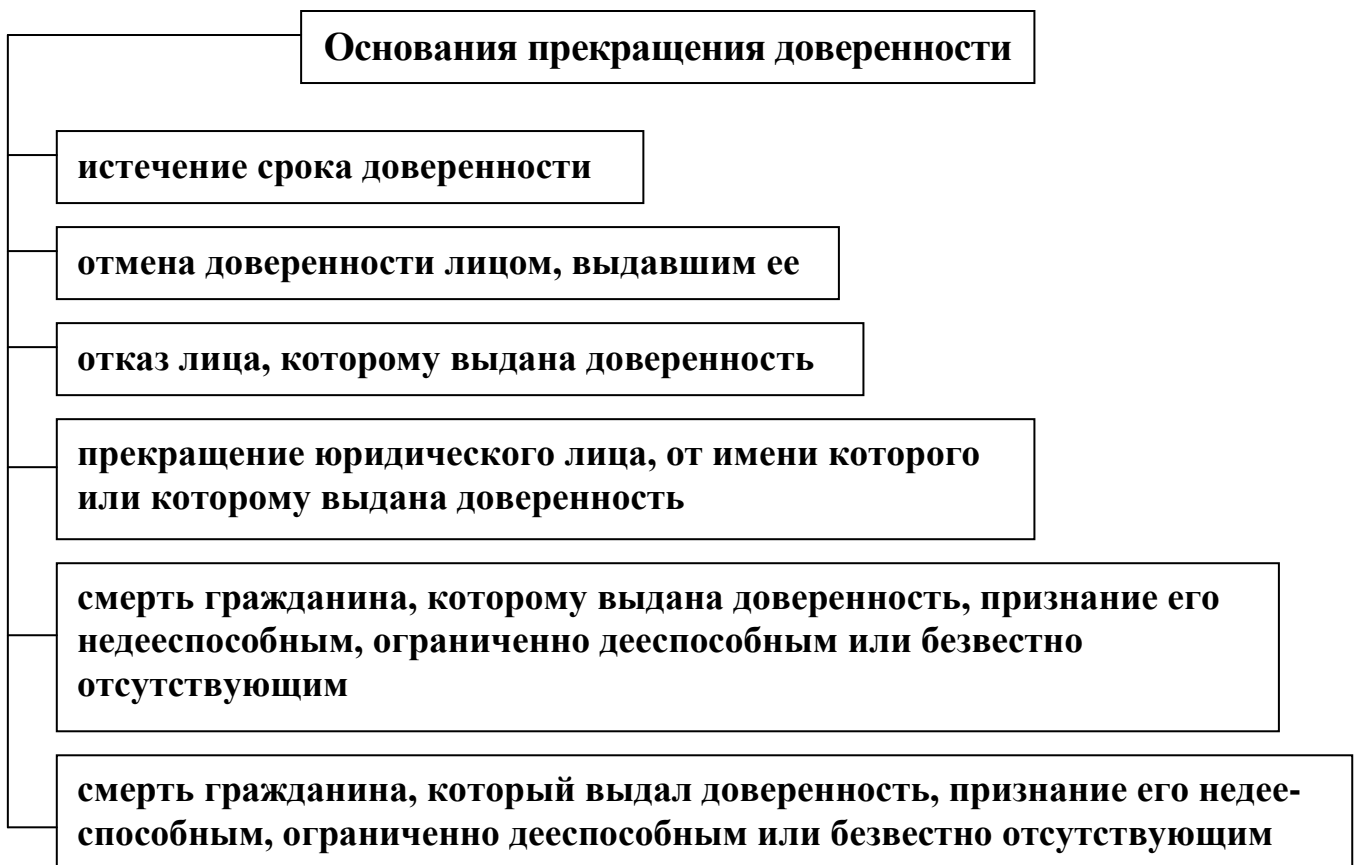 Основания прекращения доверенности
истечение срока доверенности
отмена доверенности лицом, выдавшим ее
отказ лица, которому выдана доверенность
прекращение юридического лица, от имени которого
или которому выдана доверенность
смерть гражданина, которому выдана доверенность, признание его
недееспособным, ограниченно дееспособным или безвестно
отсутствующим
смерть гражданина, который выдал доверенность, признание его недее-
способным, ограниченно дееспособным или безвестно отсутствующим